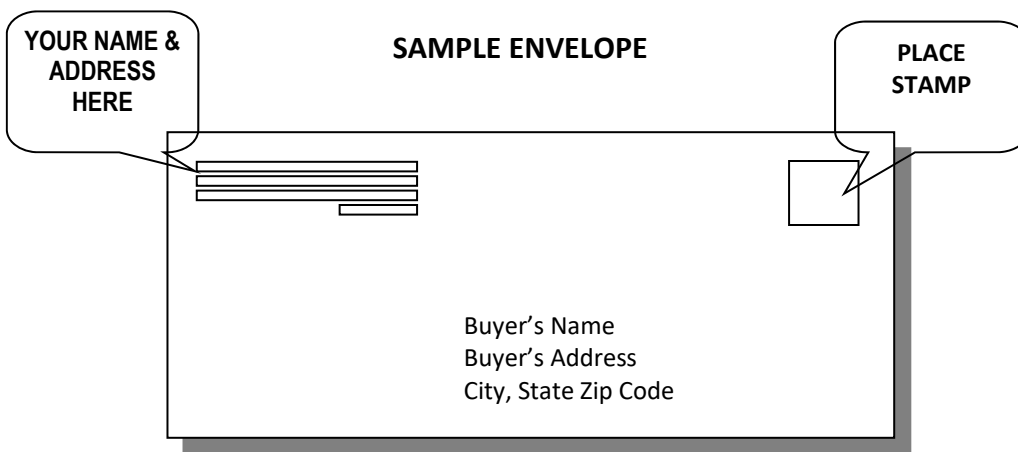 YOUR NAME &
ADDRESS
HERE
SAMPLE ENVELOPE
PLACE
STAMP
Buyer’s Name
Buyer’s Address
City, State Zip Code